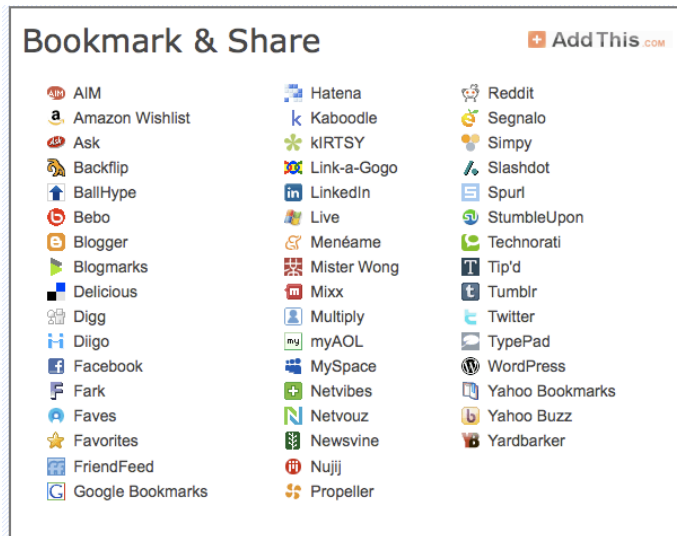 Bookmark & Share
AddThis.com
AIM
Amazon Wishlist
Ask
Backflip
BallHype
Bebo
Blogger
Blogmarks
Delicious
Digg
Diigo
Facebook
Fark
Faves
Favorites
FriendFeed
Google Bookmarks
Hatena
Kaboodle
kIRTSY
Link-a-Gogo
LinkedIn
Live
Menéame
Mister Wong
Mixx
Multiply
myAOL
MySpace
Netvibes
Netvouz
Newsvine
Nujij
Propeller
Reddit
Segnalo
Simpy
Slashdot
Spurl
StumbleUpon
Technorati
Tip'd
Tumblr
Twitter
TypePad
WordPress
Yahoo Bookmarks
Yahoo Buzz
Yardbarker